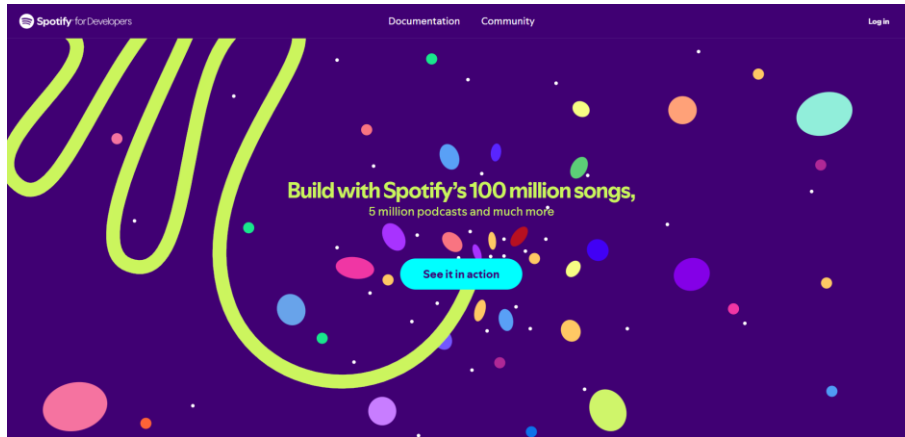 Spotify for Developers
Documentation
Community
Log in
Build with Spotify's 100 million songs,
5 million podcasts and much more
See it in action